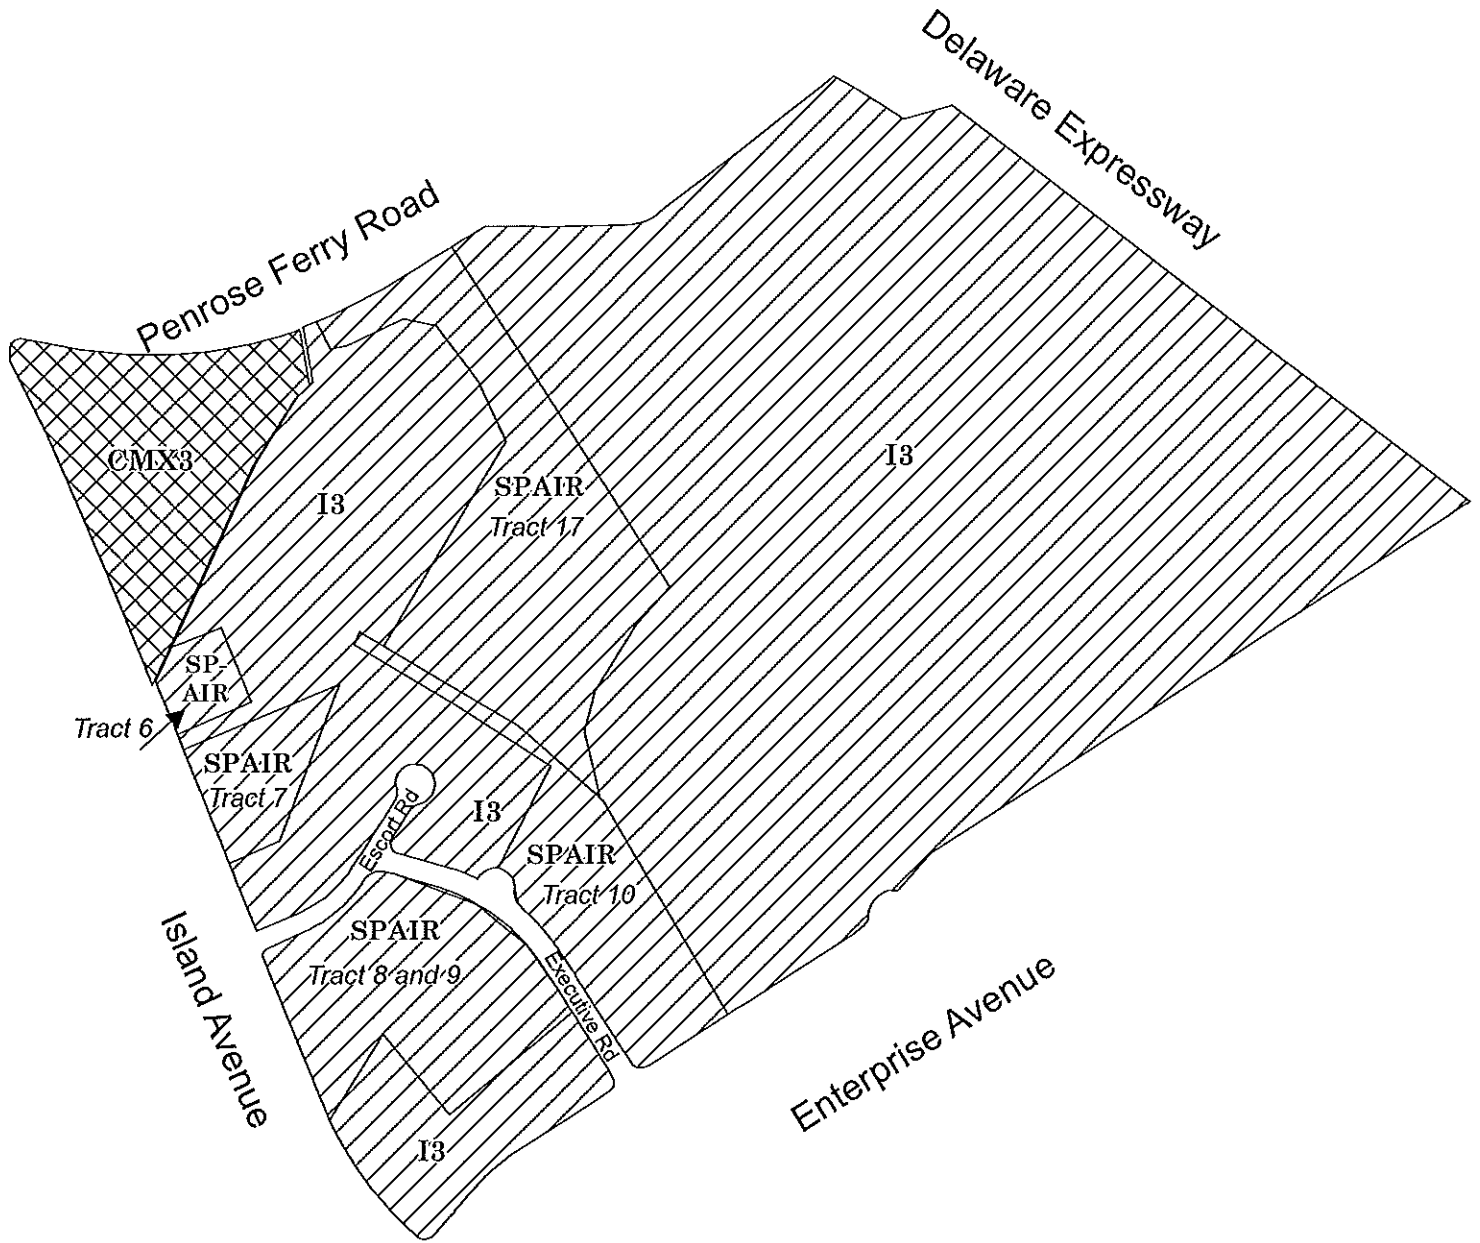 Delaware Expressway
Penrose Ferry Road
CMX3
I3
SPAIR
Tract 17
I3
SP-
AIR
Tract 6
SPAIR
Tract 7
Escort Rd
I3
SPAIR
Tract 10
SPAIR
Tract 8 and 9
Executive Rd
Island Avenue
Enterprise Avenue
I3